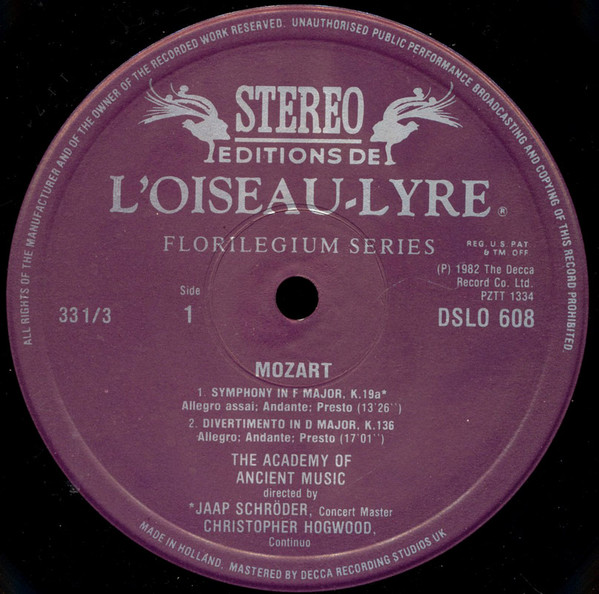 ALL RIGHTS OF THE MANUFACTURER AND OF THE OWNER OF THE RECORDED WORK RESERVED. UNAUTHORISED PUBLIC PERFORMANCE BROADCASTING AND COPYING OF THIS RECORD PROHIBITED.
STEREO
EDITIONS DE
L'OISEAU-LYRE®
FLORILEGIUM SERIES
REG. U.S. PAT
& TM. OFF
(P) 1982 The Decca
Record Co. Ltd.
PZTT 1334
33 1/3
Side
1
DSLO 608
MOZART
1. SYMPHONY IN F MAJOR, K.19a*
Allegro assai; Andante; Presto (13'26'')
2. DIVERTIMENTO IN D MAJOR, K.136
Allegro; Andante; Presto (17'01'')
THE ACADEMY OF
ANCIENT MUSIC
directed by
*JAAP SCHRÖDER, Concert Master
CHRISTOPHER HOGWOOD,
Continuo
MADE IN HOLLAND. MASTERED BY DECCA RECORDING STUDIOS UK